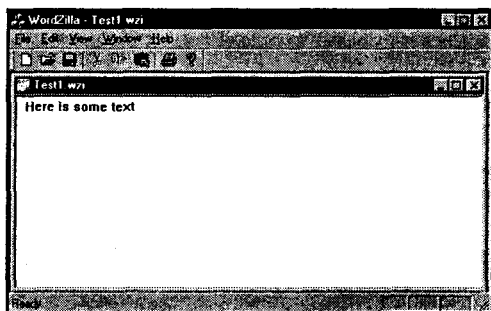 WordZilla - Test1.wzi
File Edit View Window Help
Test1.wzi
Here is some text
Ready